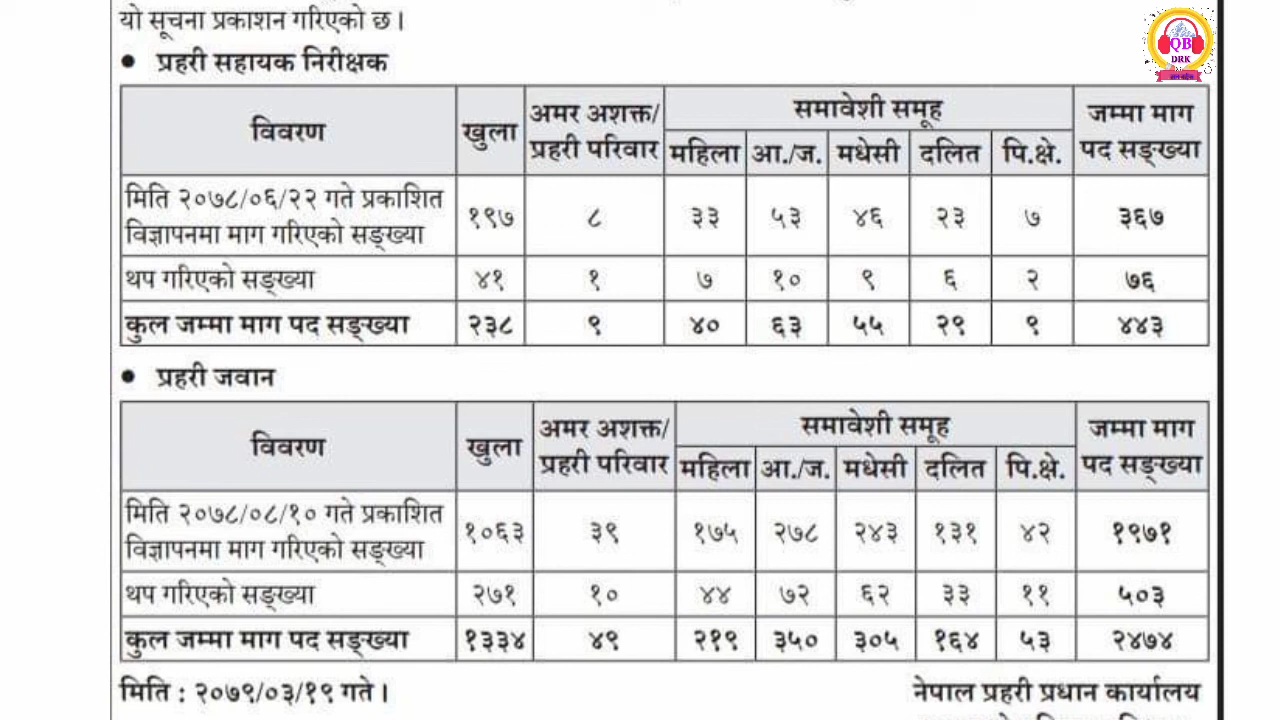 यो सूचना प्रकाशन गरिएको छ ।
QB
DRK
• प्रहरी सहायक निरीक्षक
विवरण खुला अमर अशक्त/ प्रहरी परिवार समावेशी समूह जम्मा माग पद सङ्ख्या
महिला आ./ज. मधेसी दलित पि.क्षे.
मिति २०७८/०६/२२ गते प्रकाशित विज्ञापनमा माग गरिएको सङ्ख्या १९७ ८ ३३ ५३ ४६ २३ ७ ३६७
थप गरिएको सङ्ख्या ४१ १ ७ १० ९ ६ २ ७६
कुल जम्मा माग पद सङ्ख्या २३८ ९ ४० ६३ ५५ २९ ९ ४४३
• प्रहरी जवान
विवरण खुला अमर अशक्त/ प्रहरी परिवार समावेशी समूह जम्मा माग पद सङ्ख्या
महिला आ./ज. मधेसी दलित पि.क्षे.
मिति २०७८/०८/१० गते प्रकाशित विज्ञापनमा माग गरिएको सङ्ख्या १०६३ ३९ १७५ २७८ २४३ १३१ ४२ १९७१
थप गरिएको सङ्ख्या २७१ १० ४४ ७२ ६२ ३३ ११ ५०३
कुल जम्मा माग पद सङ्ख्या १३३४ ४९ २१९ ३५० ३०५ १६४ ५३ २४७४
मिति : २०७९/०३/१९ गते । नेपाल प्रहरी प्रधान कार्यालय